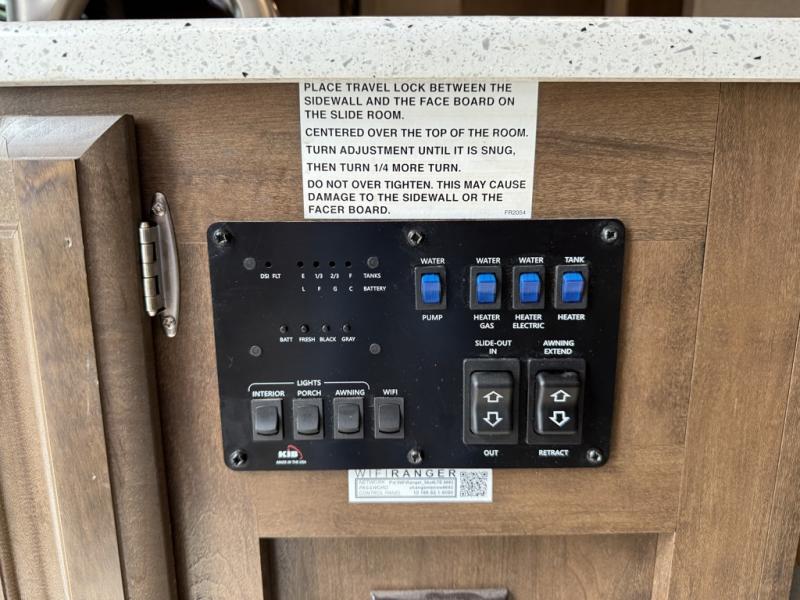 PLACE TRAVEL LOCK BETWEEN THE
SIDEWALL AND THE FACE BOARD ON
THE SLIDE ROOM.
CENTERED OVER THE TOP OF THE ROOM.
TURN ADJUSTMENT UNTIL IT IS SNUG,
THEN TURN 1/4 MORE TURN.
DO NOT OVER TIGHTEN. THIS MAY CAUSE
DAMAGE TO THE SIDEWALL OR THE
FACER BOARD.
FR2054
DSI FLT E 1/3 2/3 F TANKS
L F G C BATTERY
BATT FRESH BLACK GRAY
WATER WATER WATER TANK
PUMP HEATER HEATER HEATER
GAS ELECTRIC
SLIDE-OUT AWNING
IN EXTEND
LIGHTS
INTERIOR PORCH AWNING WIFI
OUT RETRACT
KIB
MADE IN THE USA
WIFIRANGER
NETWORK
PASSWORD
CONTROL PANEL